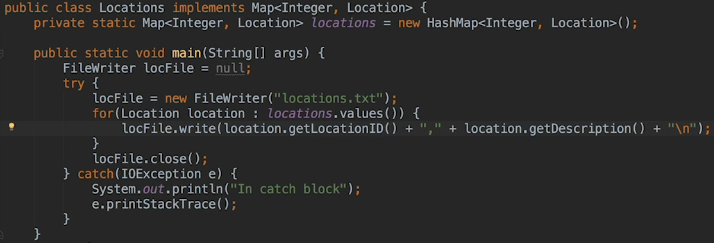 public class Locations implements Map<Integer, Location> {
    private static Map<Integer, Location> locations = new HashMap<Integer, Location>();

    public static void main(String[] args) {
        FileWriter locFile = null;
        try {
            locFile = new FileWriter("locations.txt");
            for(Location location : locations.values()) {
                locFile.write(location.getLocationID() + "," + location.getDescription() + "\n");
            }
            locFile.close();
        } catch(IOException e) {
            System.out.println("In catch block");
            e.printStackTrace();
        }
    }